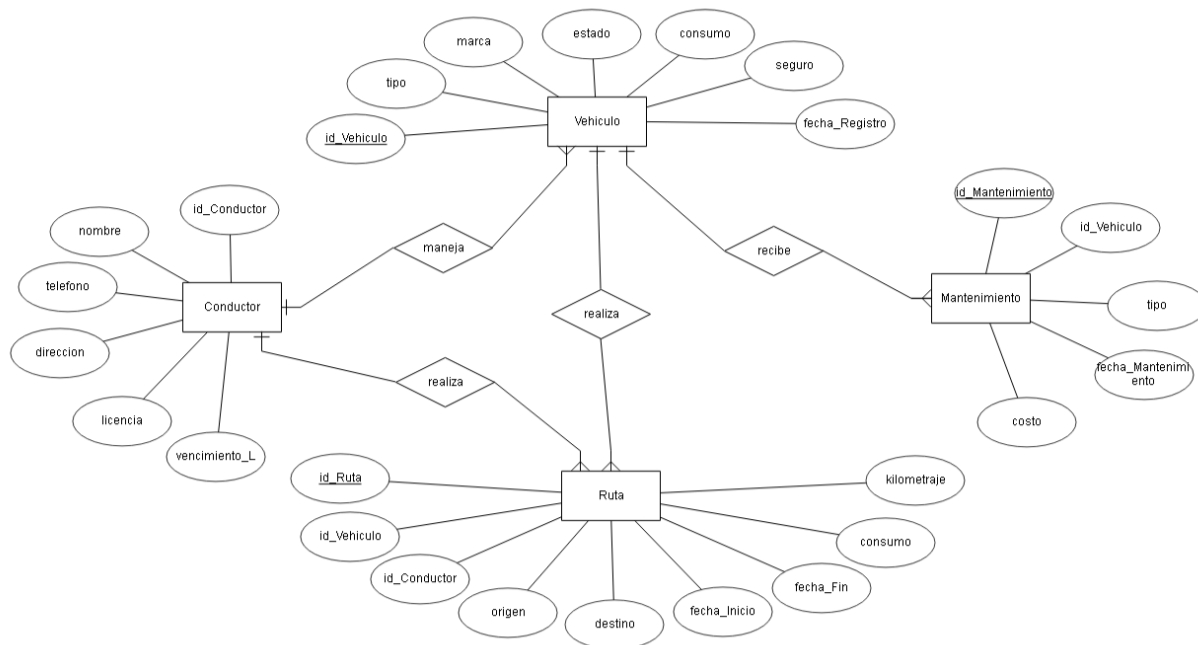 estado
consumo
marca
seguro
tipo
Vehiculo
fecha_Registro
id_Vehiculo
id_Mantenimiento
id_Conductor
id_Vehiculo
nombre
maneja
recibe
telefono
Conductor
Mantenimiento
tipo
realiza
direccion
fecha_Mantenimi
ento
realiza
licencia
costo
vencimiento_L
id_Ruta
kilometraje
Ruta
id_Vehiculo
consumo
id_Conductor
fecha_Fin
origen
fecha_Inicio
destino